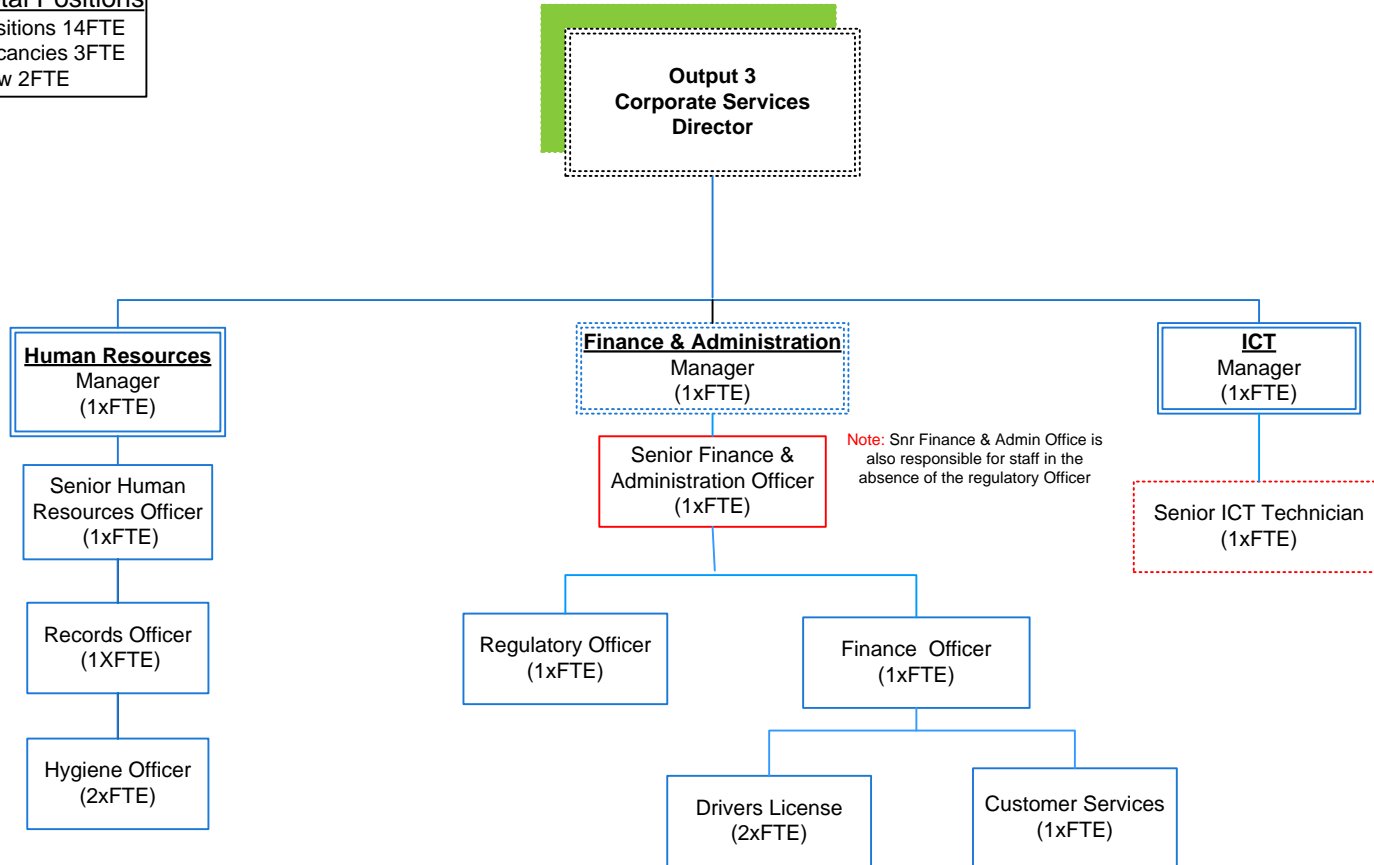 Positions
14FTE
3FTE
2FTE
Output 3
Corporate Services
Director
Human Resources
Manager
(1xFTE)
Senior Human
Resources Officer
(1xFTE)
Records Officer
(1XFTE)
Hygiene Officer
(2xFTE)
Finance & Administration
Manager
(1xFTE)
Senior Finance &
Administration Officer
(1xFTE)
Note: Snr Finance & Admin Office is
also responsible for staff in the
absence of the regulatory Officer
Regulatory Officer
(1xFTE)
Finance Officer
(1xFTE)
Drivers License
(2xFTE)
Customer Services
(1xFTE)
ICT
Manager
(1xFTE)
Senior ICT Technician
(1xFTE)